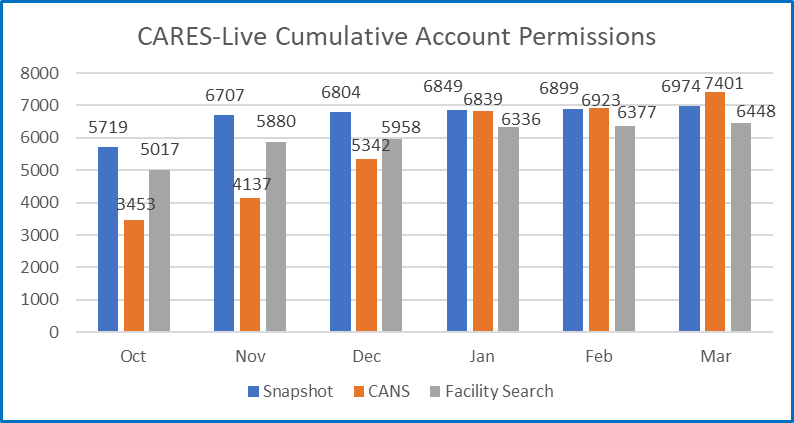 CARES-Live Cumulative Account Permissions
8000
7000
6000
5000
4000
3000
2000
1000
0
5719 3453 5017
6707 4137 5880
6804 5342 5958
6849 6839 6336
6899 6923 6377
6974 7401 6448
Oct Nov Dec Jan Feb Mar
Snapshot CANS Facility Search